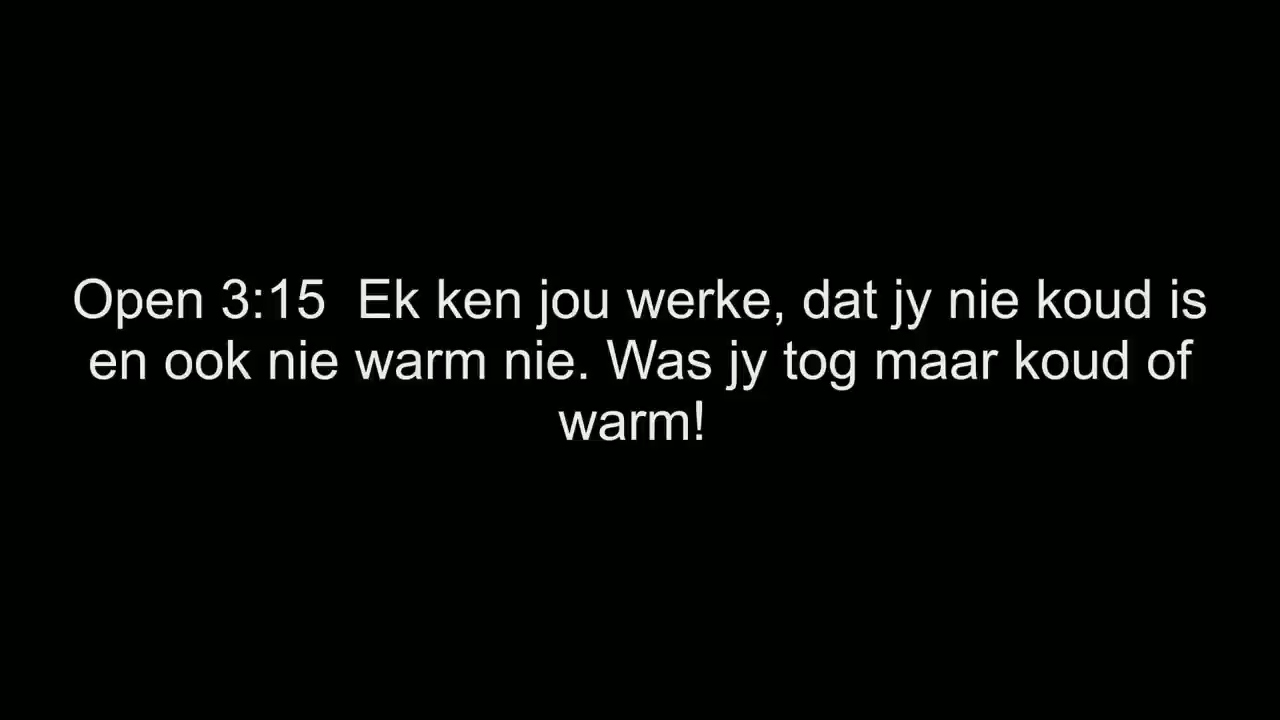 Open 3:15  Ek ken jou werke, dat jy nie koud is
en ook nie warm nie. Was jy tog maar koud of
warm!